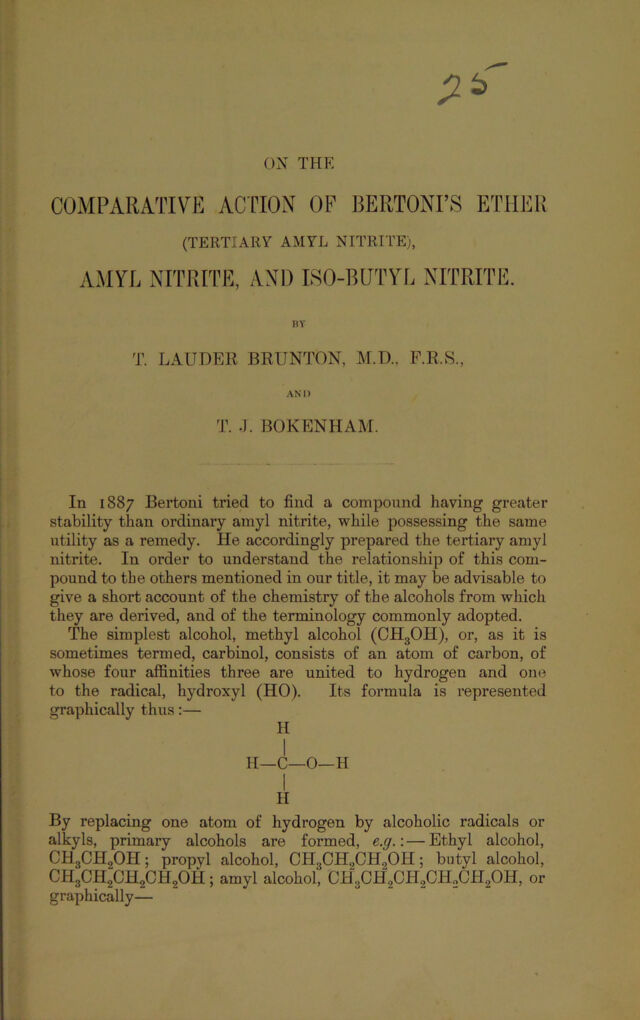 25
ON THE
COMPARATIVE ACTION OF BERTONI'S ETHER
(TERTIARY AMYL NITRITE),
AMYL NITRITE, AND ISO-BUTYL NITRITE.
BY
T. LAUDER BRUNTON, M.D., F.R.S.,
AND
T. J. BOKENHAM.
In 1887 Bertoni tried to find a compound having greater
stability than ordinary amyl nitrite, while possessing the same
utility as a remedy. He accordingly prepared the tertiary amyl
nitrite. In order to understand the relationship of this com-
pound to the others mentioned in our title, it may be advisable to
give a short account of the chemistry of the alcohols from which
they are derived, and of the terminology commonly adopted.
The simplest alcohol, methyl alcohol (CH₃OH), or, as it is
sometimes termed, carbinol, consists of an atom of carbon, of
whose four affinities three are united to hydrogen and one
to the radical, hydroxyl (HO). Its formula is represented
graphically thus:—
H
|
H—C—O—H
|
H
By replacing one atom of hydrogen by alcoholic radicals or
alkyls, primary alcohols are formed, e.g.:—Ethyl alcohol,
CH₃CH₂OH; propyl alcohol, CH₃CH₂CH₂OH; butyl alcohol,
CH₃CH₂CH₂CH₂OH; amyl alcohol, CH₃CH₂CH₂CH₂CH₂OH, or
graphically—